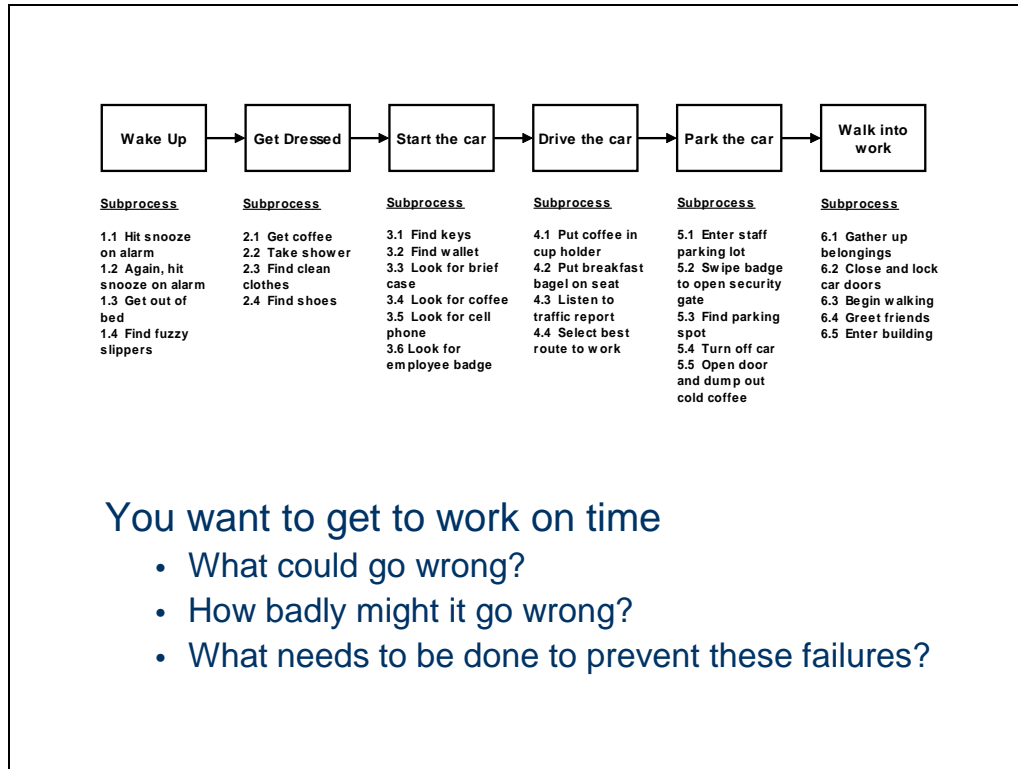 Wake Up
Get Dressed
Start the car
Drive the car
Park the car
Walk into
work
Subprocess
1.1 Hit snooze
on alarm
1.2 Again, hit
snooze on alarm
1.3 Get out of
bed
1.4 Find fuzzy
slippers
Subprocess
2.1 Get coffee
2.2 Take shower
2.3 Find clean
clothes
2.4 Find shoes
Subprocess
3.1 Find keys
3.2 Find wallet
3.3 Look for brief
case
3.4 Look for coffee
3.5 Look for cell
phone
3.6 Look for
employee badge
Subprocess
4.1 Put coffee in
cup holder
4.2 Put breakfast
bagel on seat
4.3 Listen to
traffic report
4.4 Select best
route to work
Subprocess
5.1 Enter staff
parking lot
5.2 Swipe badge
to open security
gate
5.3 Find parking
spot
5.4 Turn off car
5.5 Open door
and dump out
cold coffee
Subprocess
6.1 Gather up
belongings
6.2 Close and lock
car doors
6.3 Begin walking
6.4 Greet friends
6.5 Enter building
You want to get to work on time
• What could go wrong?
• How badly might it go wrong?
• What needs to be done to prevent these failures?